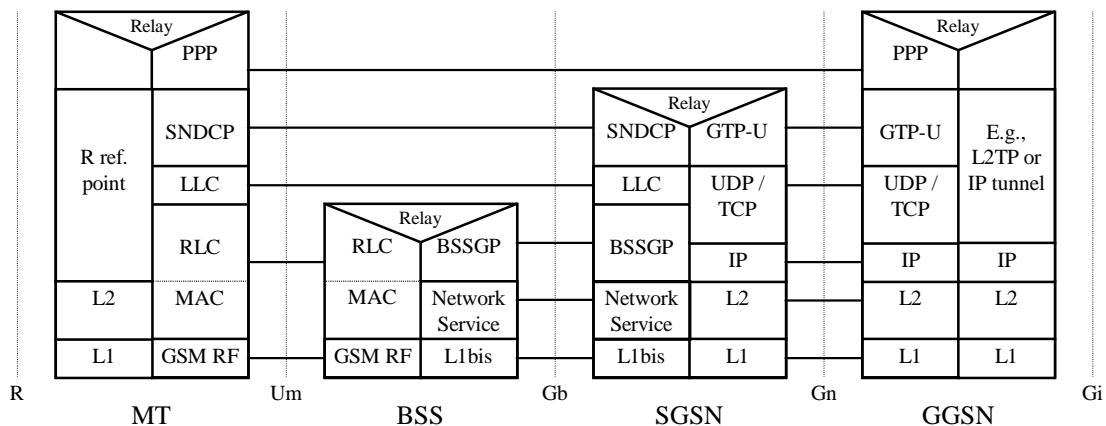 Relay
PPP
R ref.
point
SNDCP
LLC
RLC
L2
MAC
L1
GSM RF
Relay
RLC
BSSGP
MAC
Network
Service
GSM RF
L1bis
Relay
SNDCP
GTP-U
LLC
UDP /
TCP
BSSGP
IP
Network
Service
L2
L1bis
L1
Relay
PPP
GTP-U
E.g.,
L2TP or
IP tunnel
UDP /
TCP
IP
IP
L2
L2
L1
L1
R
Um
Gb
Gn
Gi
MT
BSS
SGSN
GGSN